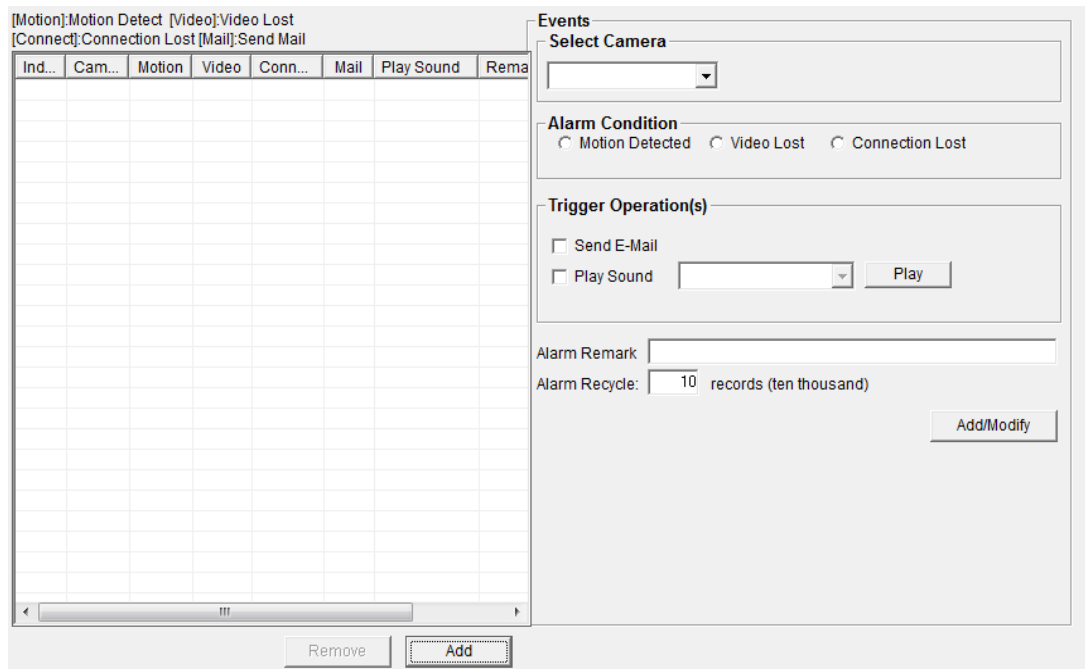 [Motion]:Motion Detect [Video]:Video Lost
[Connect]:Connection Lost [Mail]:Send Mail
Ind... Cam... Motion Video Conn... Mail Play Sound Rema
Remove Add
Events
Select Camera
Alarm Condition
Motion Detected Video Lost Connection Lost
Trigger Operation(s)
Send E-Mail
Play Sound Play
Alarm Remark
Alarm Recycle: 10 records (ten thousand)
Add/Modify